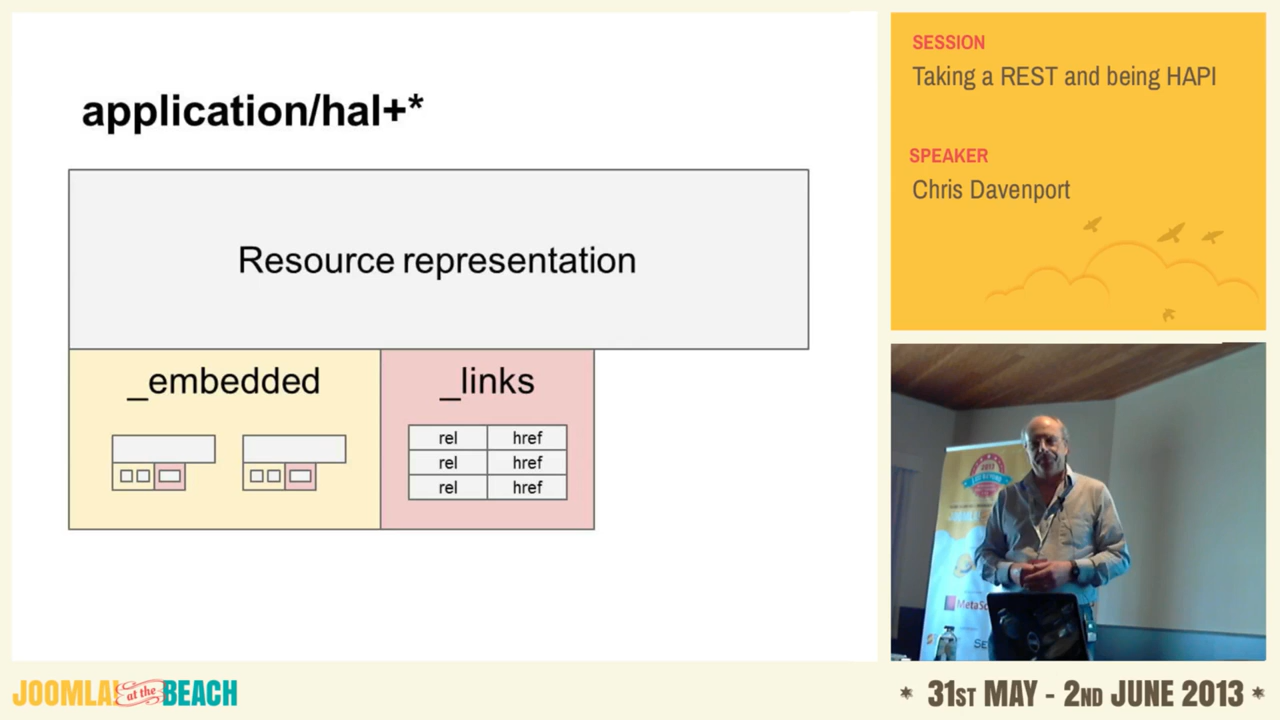 application/hal+*
Resource representation
_embedded
_links
rel href
rel href
rel href
SESSION
Taking a REST and being HAPI
SPEAKER
Chris Davenport
2013
JOOMLA! at the BEACH
* 31ST MAY - 2ND JUNE 2013 *